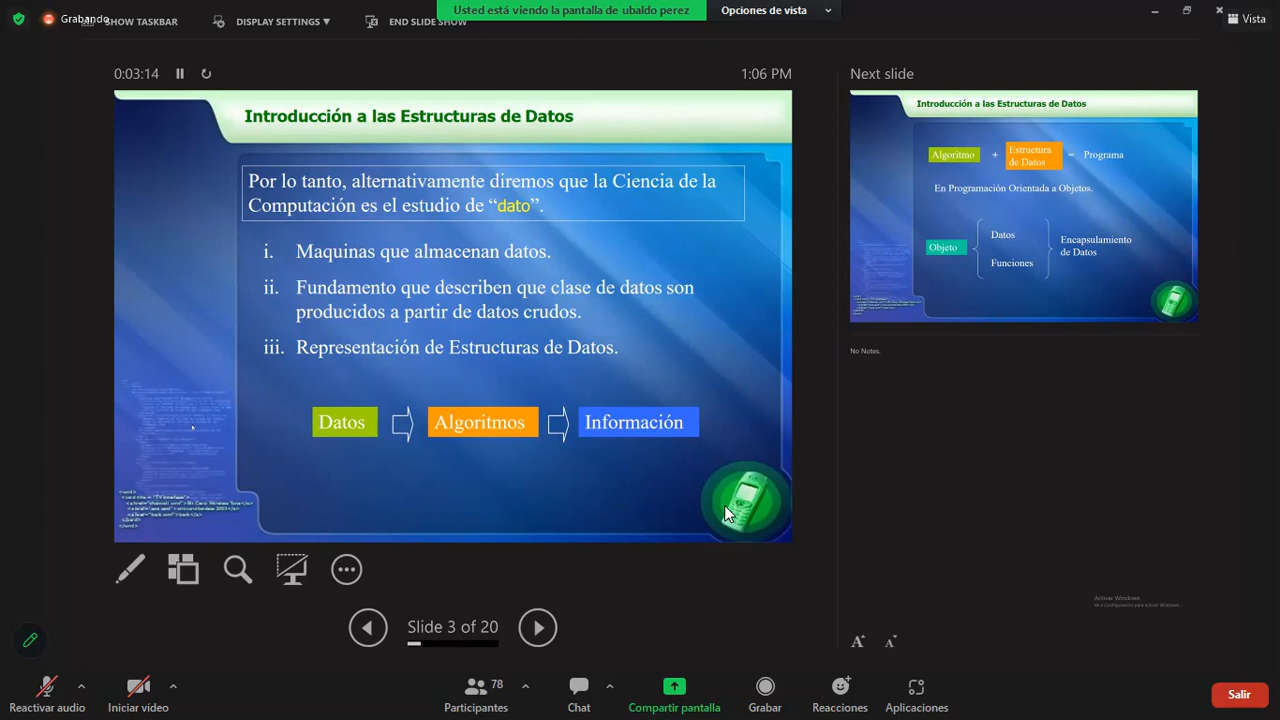 Grabando
SHOW TASKBAR
DISPLAY SETTINGS ▼
END SLIDE SHOW
Usted está viendo la pantalla de ubaldo perez
Opciones de vista
Vista
0:03:14
1:06 PM
Introducción a las Estructuras de Datos
Por lo tanto, alternativamente diremos que la Ciencia de la
Computación es el estudio de “dato”.
i. Maquinas que almacenan datos.
ii. Fundamento que describen que clase de datos son
producidos a partir de datos crudos.
iii. Representación de Estructuras de Datos.
Datos
Algoritmos
Información
Slide 3 of 20
Next slide
Introducción a las Estructuras de Datos
Algoritmo + Estructura de Datos = Programa
En Programación Orientada a Objetos.
Objeto
Datos
Funciones
Encapsulamiento
de Datos
No Notes.
Activar Windows
A A
Reactivar audio
Iniciar vídeo
78
Participantes
Chat
Compartir pantalla
Grabar
Reacciones
Aplicaciones
Salir